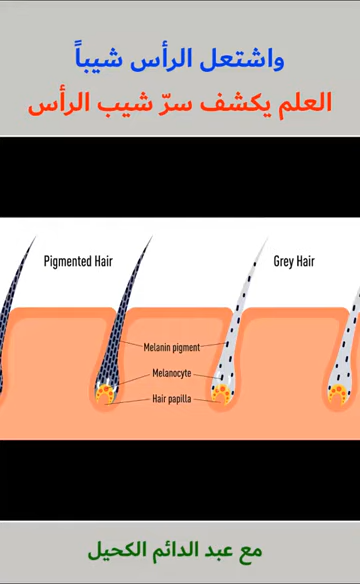 واشتعل الرأس شيباً
العلم يكشف سرّ شيب الرأس
Pigmented Hair
Grey Hair
Melanin pigment
Melanocyte
Hair papilla
مع عبد الدائم الكحيل